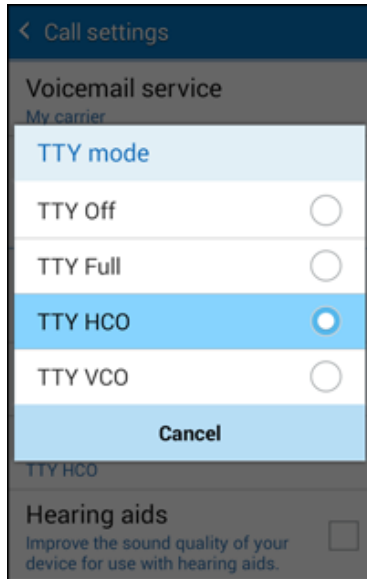 Call settings
Voicemail service
My carrier
TTY mode
TTY Off
TTY Full
TTY HCO
TTY VCO
Cancel
TTY HCO
Hearing aids
Improve the sound quality of your
device for use with hearing aids.